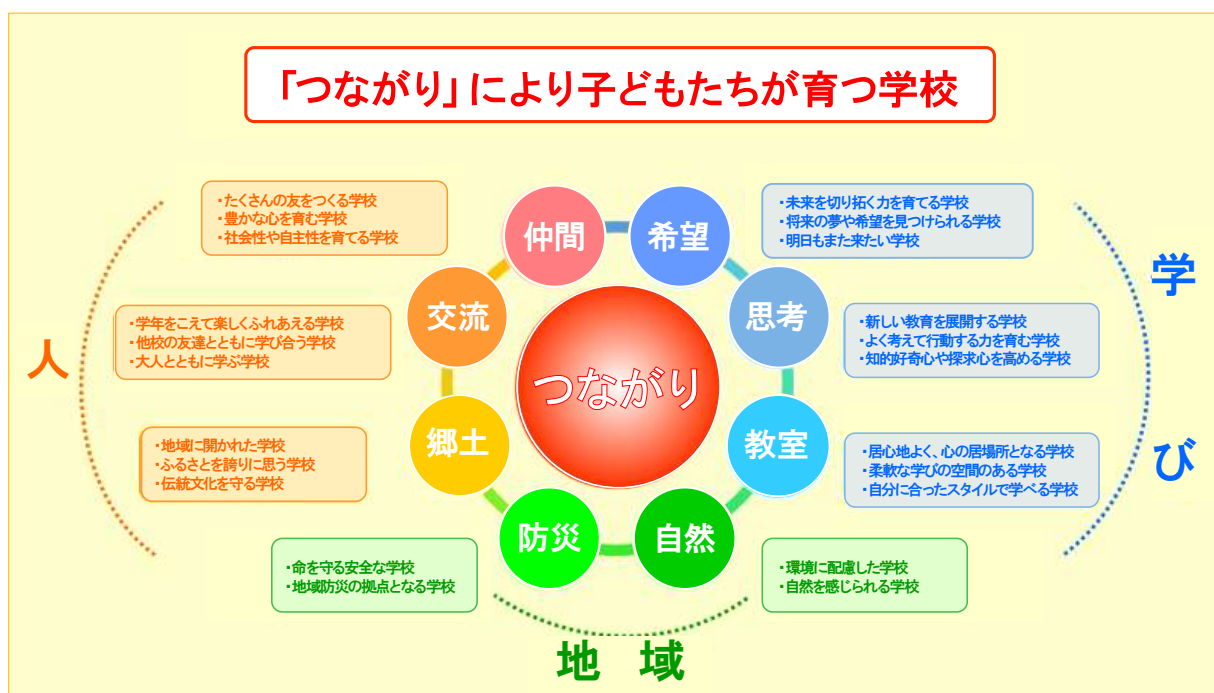 「つながり」により子どもたちが育つ学校
・たくさんの友をつくる学校
・豊かな心を育む学校
・社会性や自主性を育てる学校
仲間
希望
・未来を切り拓く力を育てる学校
・将来の夢や希望を見つけられる学校
・明日もまた来たい学校
人
・学年をこえて楽しくふれあえる学校
・他校の友達とともに学び合う学校
・大人とともに学ぶ学校
交流
思考
・新しい教育を展開する学校
・よく考えて行動する力を育む学校
・知的好奇心や探求心を高める学校
学び
つながり
・地域に開かれた学校
・ふるさとを誇りに思う学校
・伝統文化を守る学校
郷土
教室
・居心地よく、心の居場所となる学校
・柔軟な学びの空間のある学校
・自分に合ったスタイルで学べる学校
・命を守る安全な学校
・地域防災の拠点となる学校
防災
自然
・環境に配慮した学校
・自然を感じられる学校
地 域